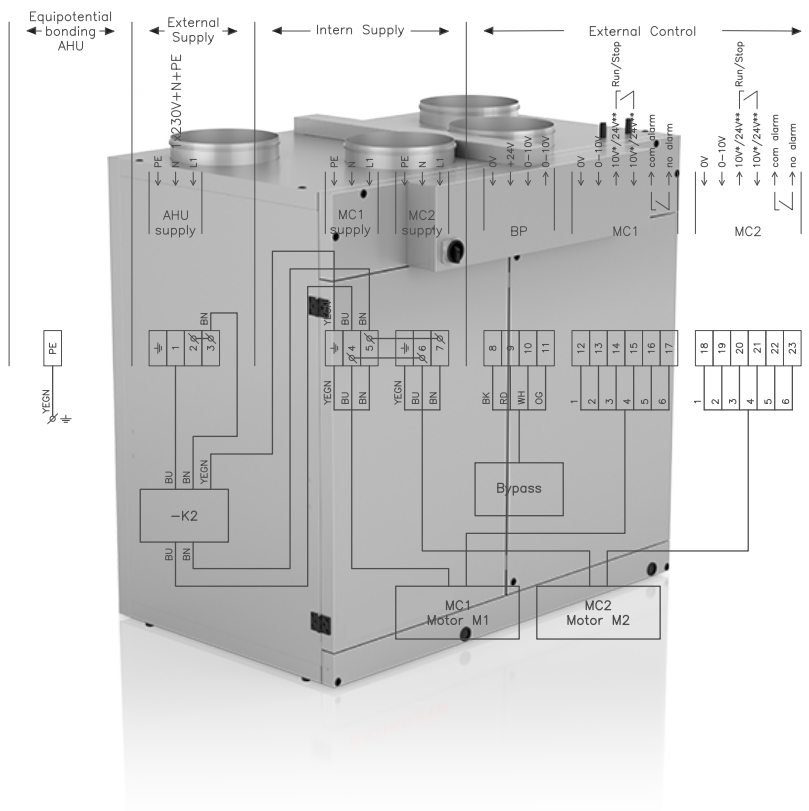 Equipotential
bonding
AHU
External
Supply
Intern Supply
External Control
230V+N+PE
Run/Stop
Run/Stop
PE
N
L1
PE
N
L1
PE
N
L1
0V
+24V
0-10V
0-10V
0V
0-10V
10V*/24V**
10V*/24V**
com alarm
no alarm
0V
0-10V
10V*/24V**
10V*/24V**
com alarm
no alarm
AHU
supply
MC1
supply
MC2
supply
BP
MC1
MC2
BN
YEGN
BU
BN
PE
1
2
3
4
5
6
7
8
9
10
11
12
13
14
15
16
17
18
19
20
21
22
23
YEGN
YEGN
BU
BN
YEGN
BU
BN
BK
RD
WH
OG
1
2
3
4
5
6
1
2
3
4
5
6
BU
BN
YEGN
-K2
Bypass
BU
BN
MC1
Motor M1
MC2
Motor M2